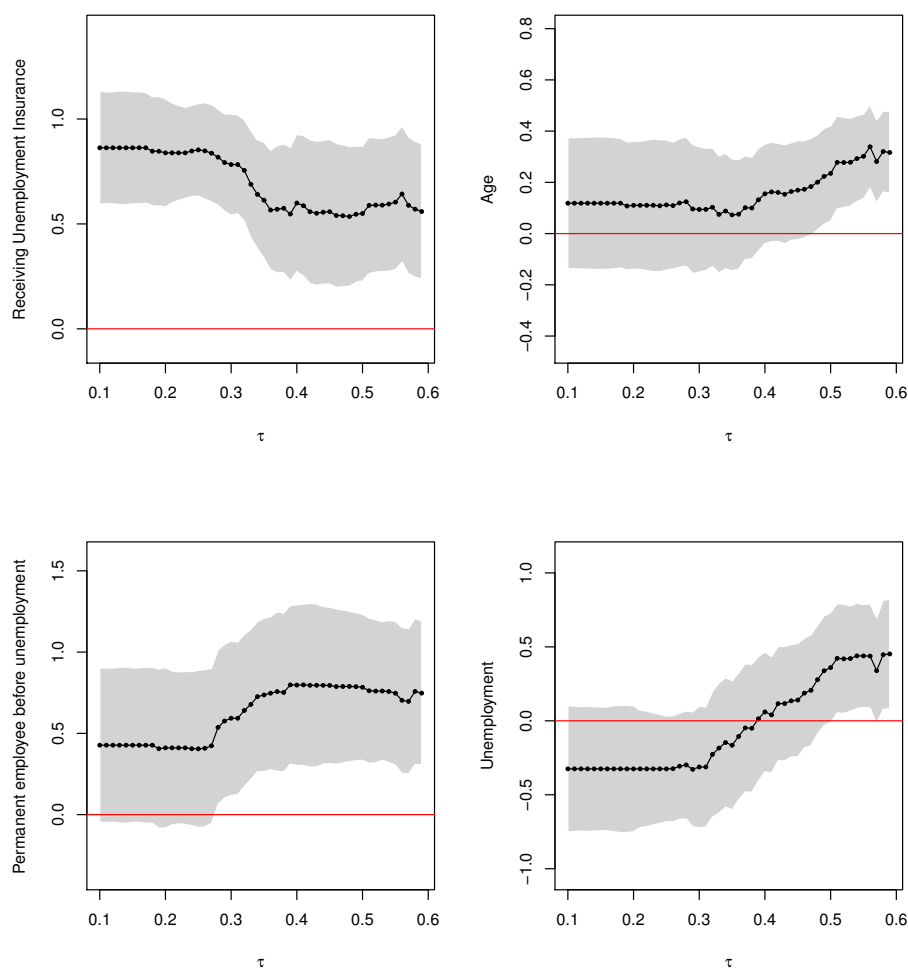 Receiving Unemployment Insurance
0.0 0.5 1.0
0.1 0.2 0.3 0.4 0.5 0.6
τ
Age
−0.4 −0.2 0.0 0.2 0.4 0.6 0.8
0.1 0.2 0.3 0.4 0.5 0.6
τ
Permanent employee before unemployment
0.0 0.5 1.0 1.5
0.1 0.2 0.3 0.4 0.5 0.6
τ
Unemployment
−1.0 −0.5 0.0 0.5 1.0
0.1 0.2 0.3 0.4 0.5 0.6
τ